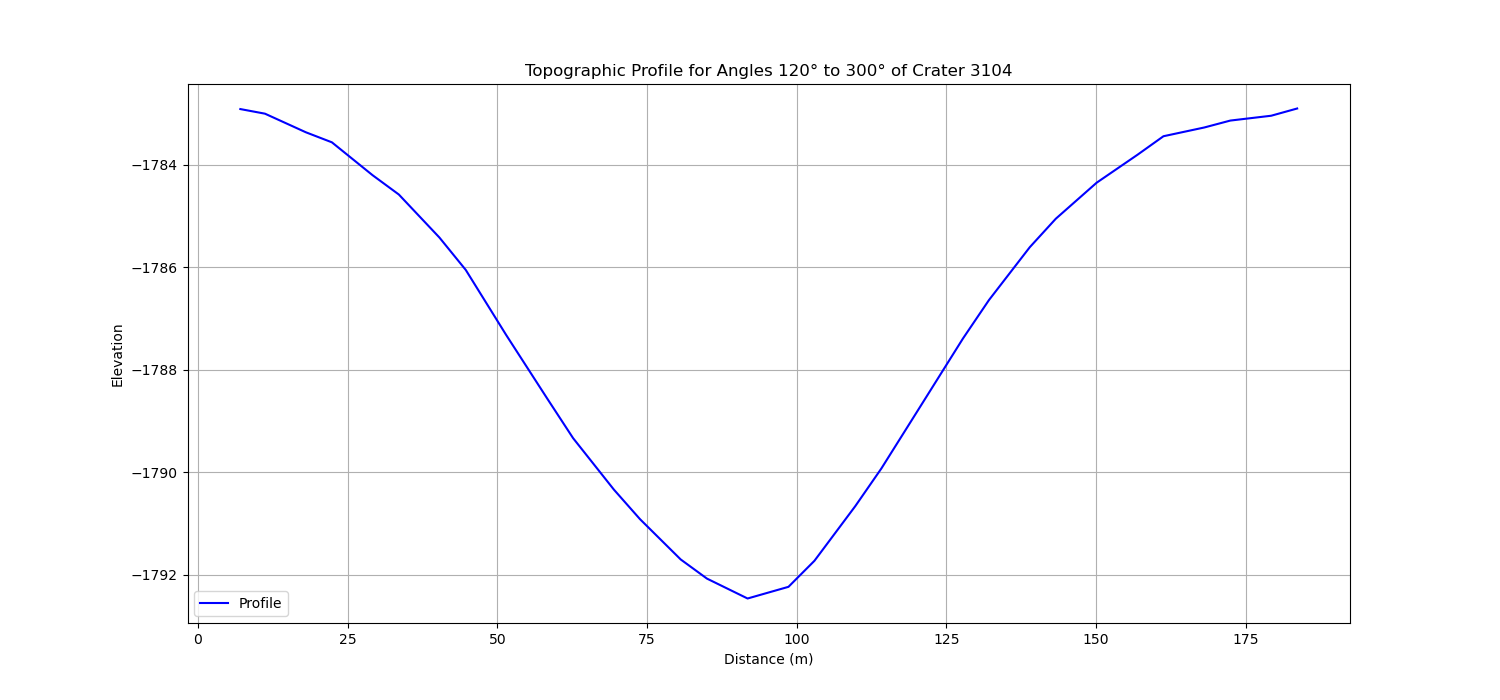 Topographic Profile for Angles 120° to 300° of Crater 3104
Elevation
−1784
−1786
−1788
−1790
−1792
Profile
0 25 50 75 100 125 150 175
Distance (m)